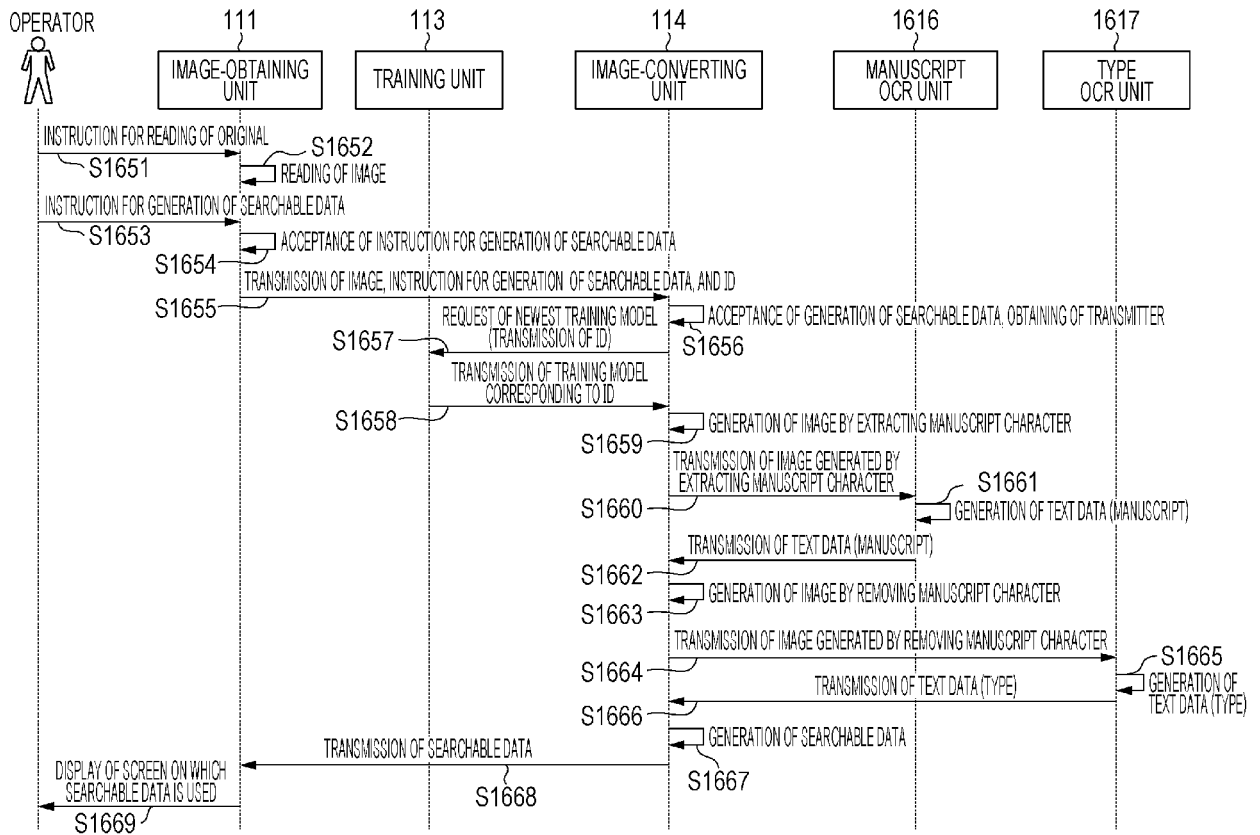 OPERATOR
111
113
114
1616
1617
IMAGE-OBTAINING
UNIT
TRAINING UNIT
IMAGE-CONVERTING
UNIT
MANUSCRIPT
OCR UNIT
TYPE
OCR UNIT
INSTRUCTION FOR READING OF ORIGINAL
S1651
S1652
READING OF IMAGE
INSTRUCTION FOR GENERATION OF SEARCHABLE DATA
S1653
ACCEPTANCE OF INSTRUCTION FOR GENERATION OF SEARCHABLE DATA
S1654
TRANSMISSION OF IMAGE, INSTRUCTION FOR GENERATION OF SEARCHABLE DATA, AND ID
S1655
ACCEPTANCE OF GENERATION OF SEARCHABLE DATA, OBTAINING OF TRANSMITTER
S1656
REQUEST OF NEWEST TRAINING MODEL
(TRANSMISSION OF ID)
S1657
TRANSMISSION OF TRAINING MODEL
CORRESPONDING TO ID
S1658
GENERATION OF IMAGE BY EXTRACTING MANUSCRIPT CHARACTER
S1659
TRANSMISSION OF IMAGE GENERATED BY
EXTRACTING MANUSCRIPT CHARACTER
S1660
S1661
GENERATION OF TEXT DATA (MANUSCRIPT)
TRANSMISSION OF TEXT DATA (MANUSCRIPT)
S1662
GENERATION OF IMAGE BY REMOVING MANUSCRIPT CHARACTER
S1663
TRANSMISSION OF IMAGE GENERATED BY REMOVING MANUSCRIPT CHARACTER
S1664
S1665
GENERATION OF
TEXT DATA (TYPE)
TRANSMISSION OF TEXT DATA (TYPE)
S1666
GENERATION OF SEARCHABLE DATA
S1667
TRANSMISSION OF SEARCHABLE DATA
S1668
DISPLAY OF SCREEN ON WHICH
SEARCHABLE DATA IS USED
S1669